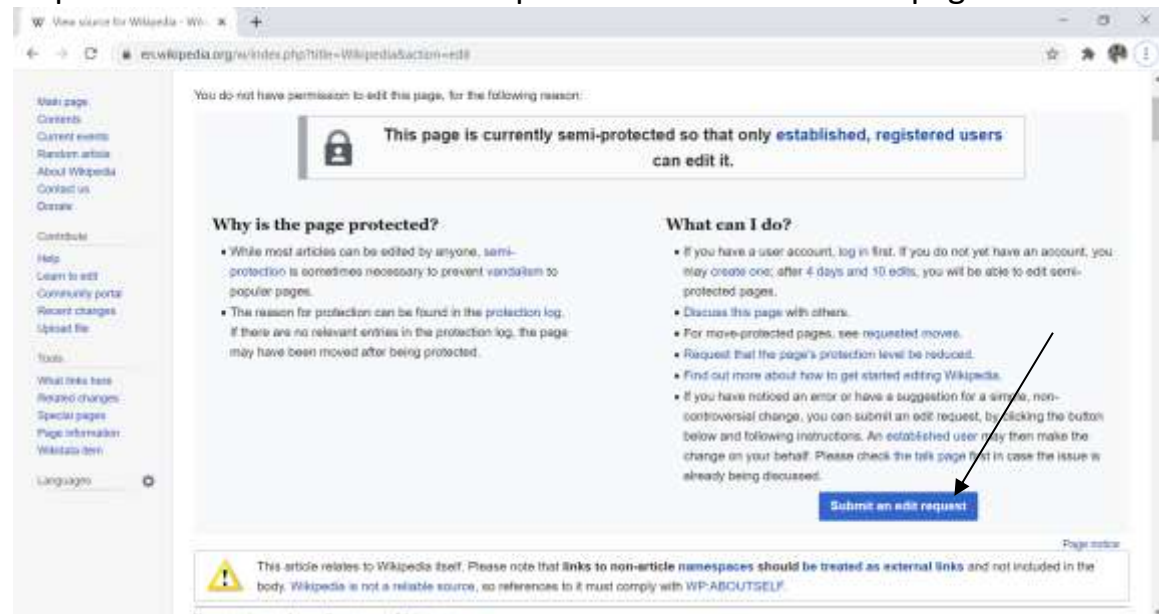 View source for Wikipedia - Wi
en.wikipedia.org/w/index.php?title=Wikipedia&action=edit
Main page
Contents
Current events
Random article
About Wikipedia
Contact us
Donate
Contribute
Help
Learn to edit
Community portal
Recent changes
Upload file
Tools
What links here
Related changes
Special pages
Page information
Wikidata item
Languages
You do not have permission to edit this page, for the following reason:
This page is currently semi-protected so that only established, registered users
can edit it.
Why is the page protected?
• While most articles can be edited by anyone, semi-
protection is sometimes necessary to prevent vandalism to
popular pages.
• The reason for protection can be found in the protection log.
If there are no relevant entries in the protection log, the page
may have been moved after being protected.
What can I do?
• If you have a user account, log in first. If you do not yet have an account, you
may create one; after 4 days and 10 edits, you will be able to edit semi-
protected pages.
• Discuss this page with others.
• For move-protected pages, see requested moves.
• Request that the page's protection level be reduced.
• Find out more about how to get started editing Wikipedia.
• If you have noticed an error or have a suggestion for a simple, non-
controversial change, you can submit an edit request, by clicking the button
below and following instructions. An established user may then make the
change on your behalf. Please check the talk page first in case the issue is
already being discussed.
Submit an edit request
Page notice
This article relates to Wikipedia itself. Please note that links to non-article namespaces should be treated as external links and not included in the
body. Wikipedia is not a reliable source, so references to it must comply with WP:ABOUTSELF.